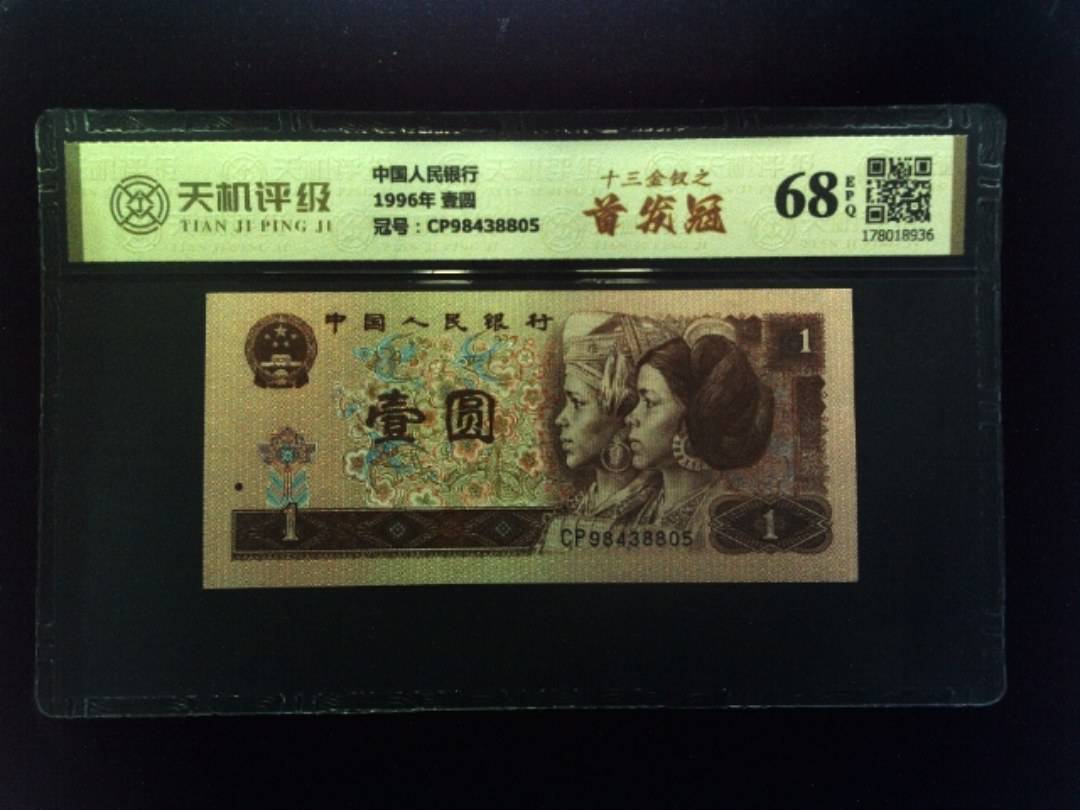 天机评级
TIAN JI PING JI
中国人民银行
1996年 壹圆
冠号：CP98438805
十三金钗之
首发冠
68
EPQ
178018936
中国人民银行
1
壹圆
1
CP98438805
1